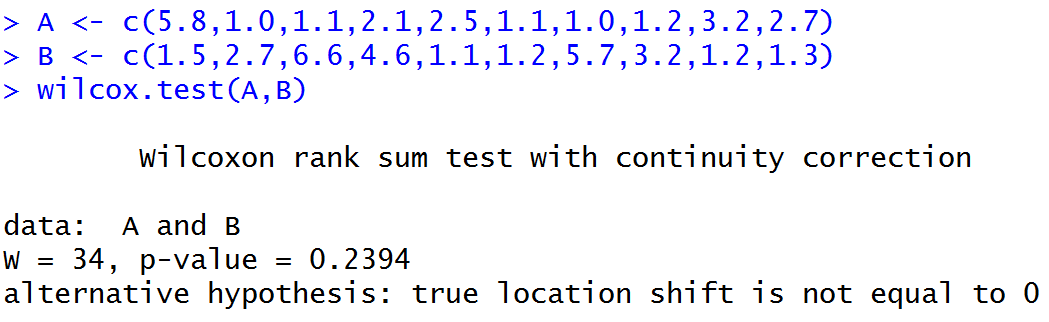 > A <- c(5.8,1.0,1.1,2.1,2.5,1.1,1.0,1.2,3.2,2.7)
> B <- c(1.5,2.7,6.6,4.6,1.1,1.2,5.7,3.2,1.2,1.3)
> wilcox.test(A,B)
Wilcoxon rank sum test with continuity correction
data:  A and B
W = 34, p-value = 0.2394
alternative hypothesis: true location shift is not equal to 0